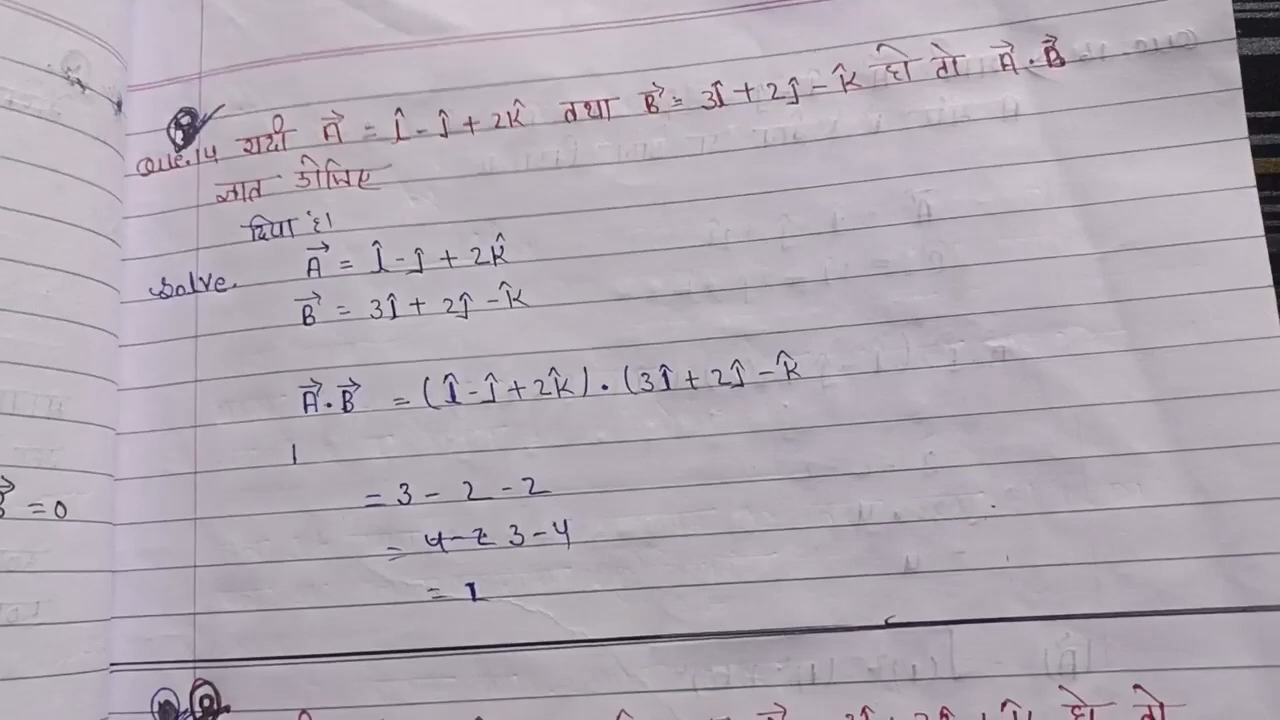 Que.14 यदी A⃗ = î - ĵ + 2k̂ तथा B⃗ = 3î + 2ĵ - k̂ हो तो A⃗ . B⃗
ज्ञात कीजिए
दिया है।
Solve. A⃗ = î - ĵ + 2k̂
B⃗ = 3î + 2ĵ - k̂
A⃗ . B⃗ = (î - ĵ + 2k̂) . (3î + 2ĵ - k̂
= 3 - 2 - 2
= 0
= 3 - 4
= 1
हो तो